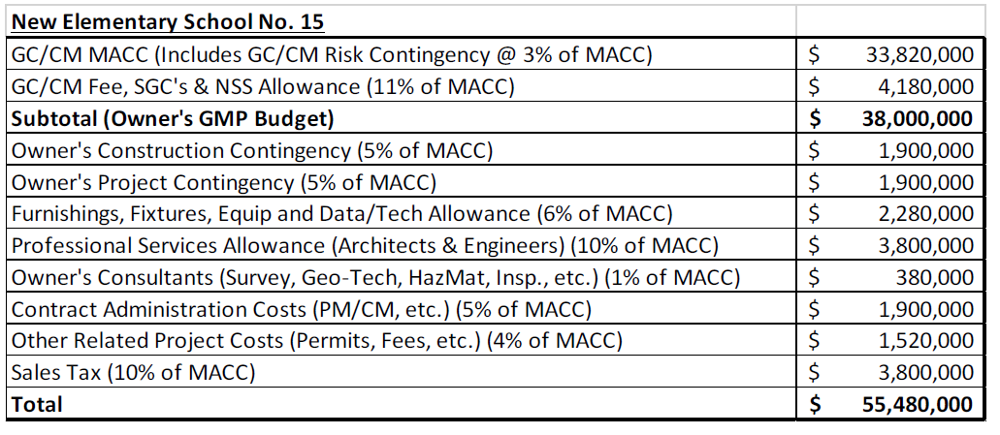 New Elementary School No. 15
GC/CM MACC (Includes GC/CM Risk Contingency @ 3% of MACC) $ 33,820,000
GC/CM Fee, SGC's & NSS Allowance (11% of MACC) $ 4,180,000
Subtotal (Owner's GMP Budget) $ 38,000,000
Owner's Construction Contingency (5% of MACC) $ 1,900,000
Owner's Project Contingency (5% of MACC) $ 1,900,000
Furnishings, Fixtures, Equip and Data/Tech Allowance (6% of MACC) $ 2,280,000
Professional Services Allowance (Architects & Engineers) (10% of MACC) $ 3,800,000
Owner's Consultants (Survey, Geo-Tech, HazMat, Insp., etc.) (1% of MACC) $ 380,000
Contract Administration Costs (PM/CM, etc.) (5% of MACC) $ 1,900,000
Other Related Project Costs (Permits, Fees, etc.) (4% of MACC) $ 1,520,000
Sales Tax (10% of MACC) $ 3,800,000
Total $ 55,480,000